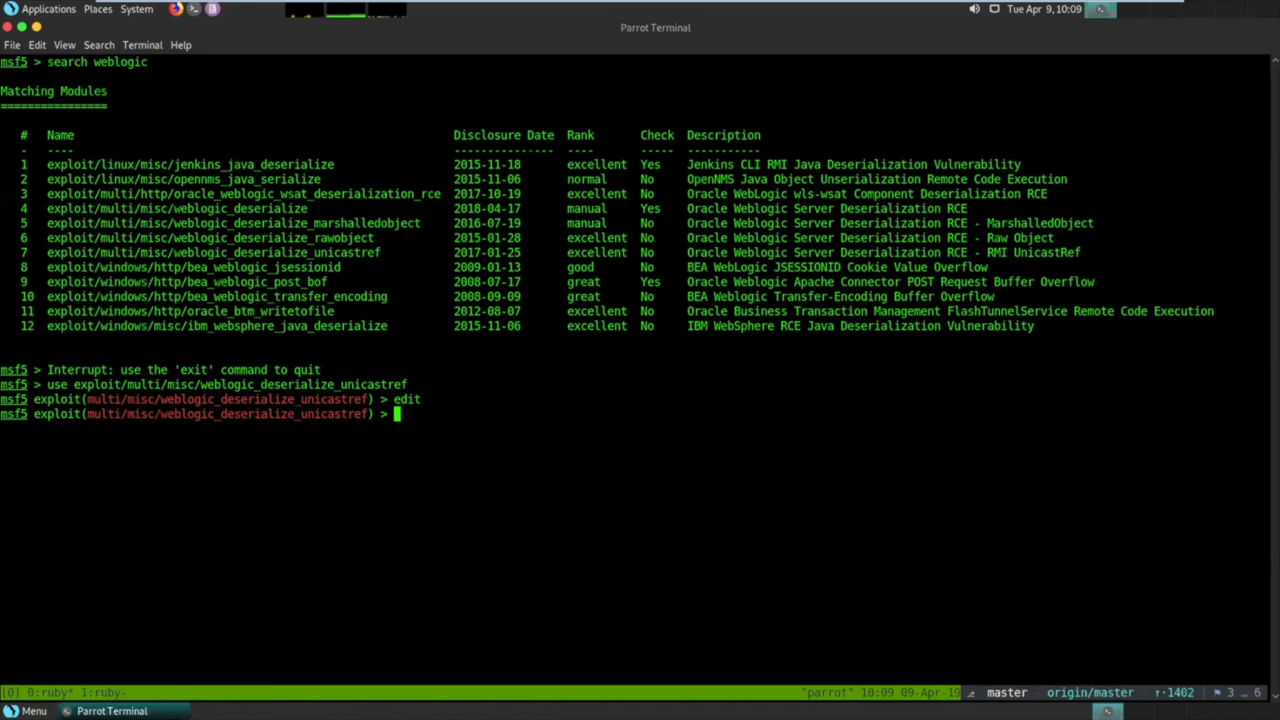 Applications Places System
Tue Apr 9, 10:09
Parrot Terminal
File Edit View Search Terminal Help
msf5 > search weblogic
Matching Modules
================
# Name Disclosure Date Rank Check Description
- ---- --------------- ---- ----- -----------
1 exploit/linux/misc/jenkins_java_deserialize 2015-11-18 excellent Yes Jenkins CLI RMI Java Deserialization Vulnerability
2 exploit/linux/misc/opennms_java_serialize 2015-11-06 normal No OpenNMS Java Object Unserialization Remote Code Execution
3 exploit/multi/http/oracle_weblogic_wsat_deserialization_rce 2017-10-19 excellent No Oracle WebLogic wls-wsat Component Deserialization RCE
4 exploit/multi/misc/weblogic_deserialize 2018-04-17 manual Yes Oracle Weblogic Server Deserialization RCE
5 exploit/multi/misc/weblogic_deserialize_marshalledobject 2016-07-19 manual No Oracle Weblogic Server Deserialization RCE - MarshalledObject
6 exploit/multi/misc/weblogic_deserialize_rawobject 2015-01-28 excellent No Oracle Weblogic Server Deserialization RCE - Raw Object
7 exploit/multi/misc/weblogic_deserialize_unicastref 2017-01-25 excellent No Oracle Weblogic Server Deserialization RCE - RMI UnicastRef
8 exploit/windows/http/bea_weblogic_jsessionid 2009-01-13 good No BEA WebLogic JSESSIONID Cookie Value Overflow
9 exploit/windows/http/bea_weblogic_post_bof 2008-07-17 great Yes Oracle Weblogic Apache Connector POST Request Buffer Overflow
10 exploit/windows/http/bea_weblogic_transfer_encoding 2008-09-09 great No BEA Weblogic Transfer-Encoding Buffer Overflow
11 exploit/windows/http/oracle_btm_writetofile 2012-08-07 excellent No Oracle Business Transaction Management FlashTunnelService Remote Code Execution
12 exploit/windows/misc/ibm_websphere_java_deserialize 2015-11-06 excellent No IBM WebSphere RCE Java Deserialization Vulnerability
msf5 > Interrupt: use the 'exit' command to quit
msf5 > use exploit/multi/misc/weblogic_deserialize_unicastref
msf5 exploit(multi/misc/weblogic_deserialize_unicastref) > edit
msf5 exploit(multi/misc/weblogic_deserialize_unicastref) >
[0] 0:ruby* 1:ruby- "parrot" 10:09 09-Apr-19 master origin/master ↑·1402 3 … 6
Menu Parrot Terminal